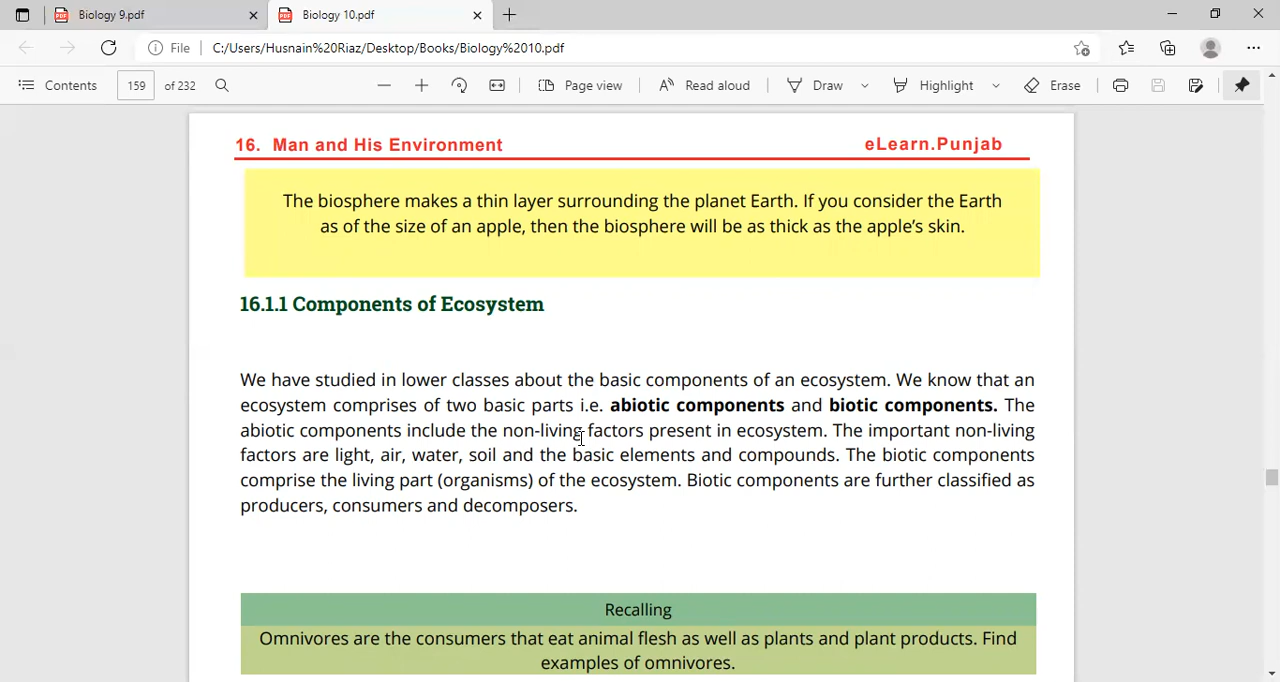 Biology 9.pdf
Biology 10.pdf
File
C:/Users/Husnain%20Riaz/Desktop/Books/Biology%2010.pdf
Contents
159
of 232
Page view
Read aloud
Draw
Highlight
Erase
16. Man and His Environment
eLearn.Punjab
The biosphere makes a thin layer surrounding the planet Earth. If you consider the Earth
as of the size of an apple, then the biosphere will be as thick as the apple's skin.
16.1.1 Components of Ecosystem
We have studied in lower classes about the basic components of an ecosystem. We know that an
ecosystem comprises of two basic parts i.e. abiotic components and biotic components. The
abiotic components include the non-living factors present in ecosystem. The important non-living
factors are light, air, water, soil and the basic elements and compounds. The biotic components
comprise the living part (organisms) of the ecosystem. Biotic components are further classified as
producers, consumers and decomposers.
Recalling
Omnivores are the consumers that eat animal flesh as well as plants and plant products. Find
examples of omnivores.